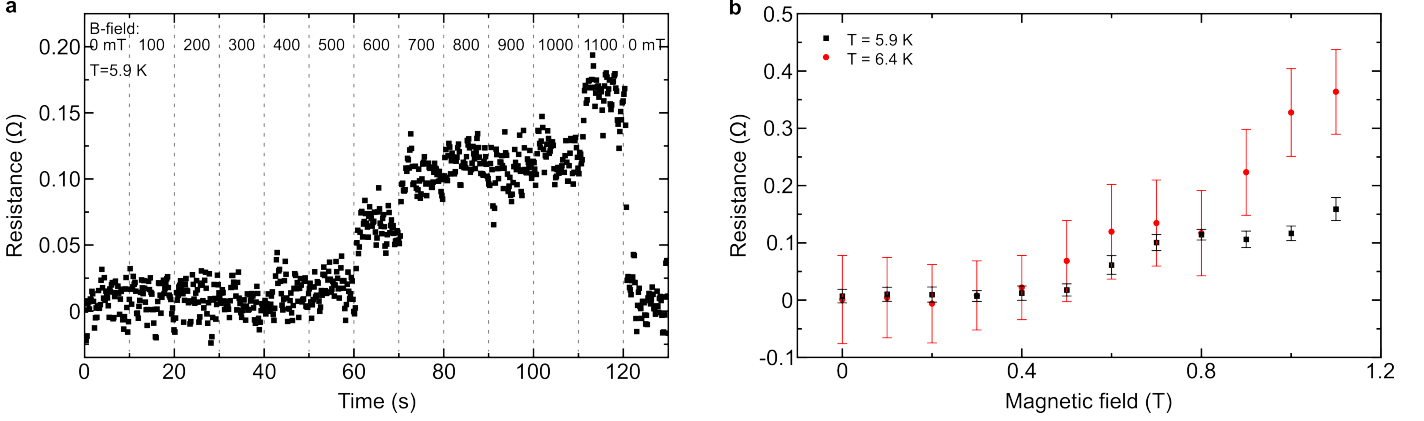 a
B-field:
0 mT 100 200 300 400 500 600 700 800 900 1000 1100 0 mT
T=5.9 K
0.20
0.15
0.10
0.05
0
Resistance (Ω)
0 20 40 60 80 100 120
Time (s)
b
T = 5.9 K
T = 6.4 K
0.5
0.4
0.3
0.2
0.1
0
-0.1
Resistance (Ω)
0 0.4 0.8 1.2
Magnetic field (T)